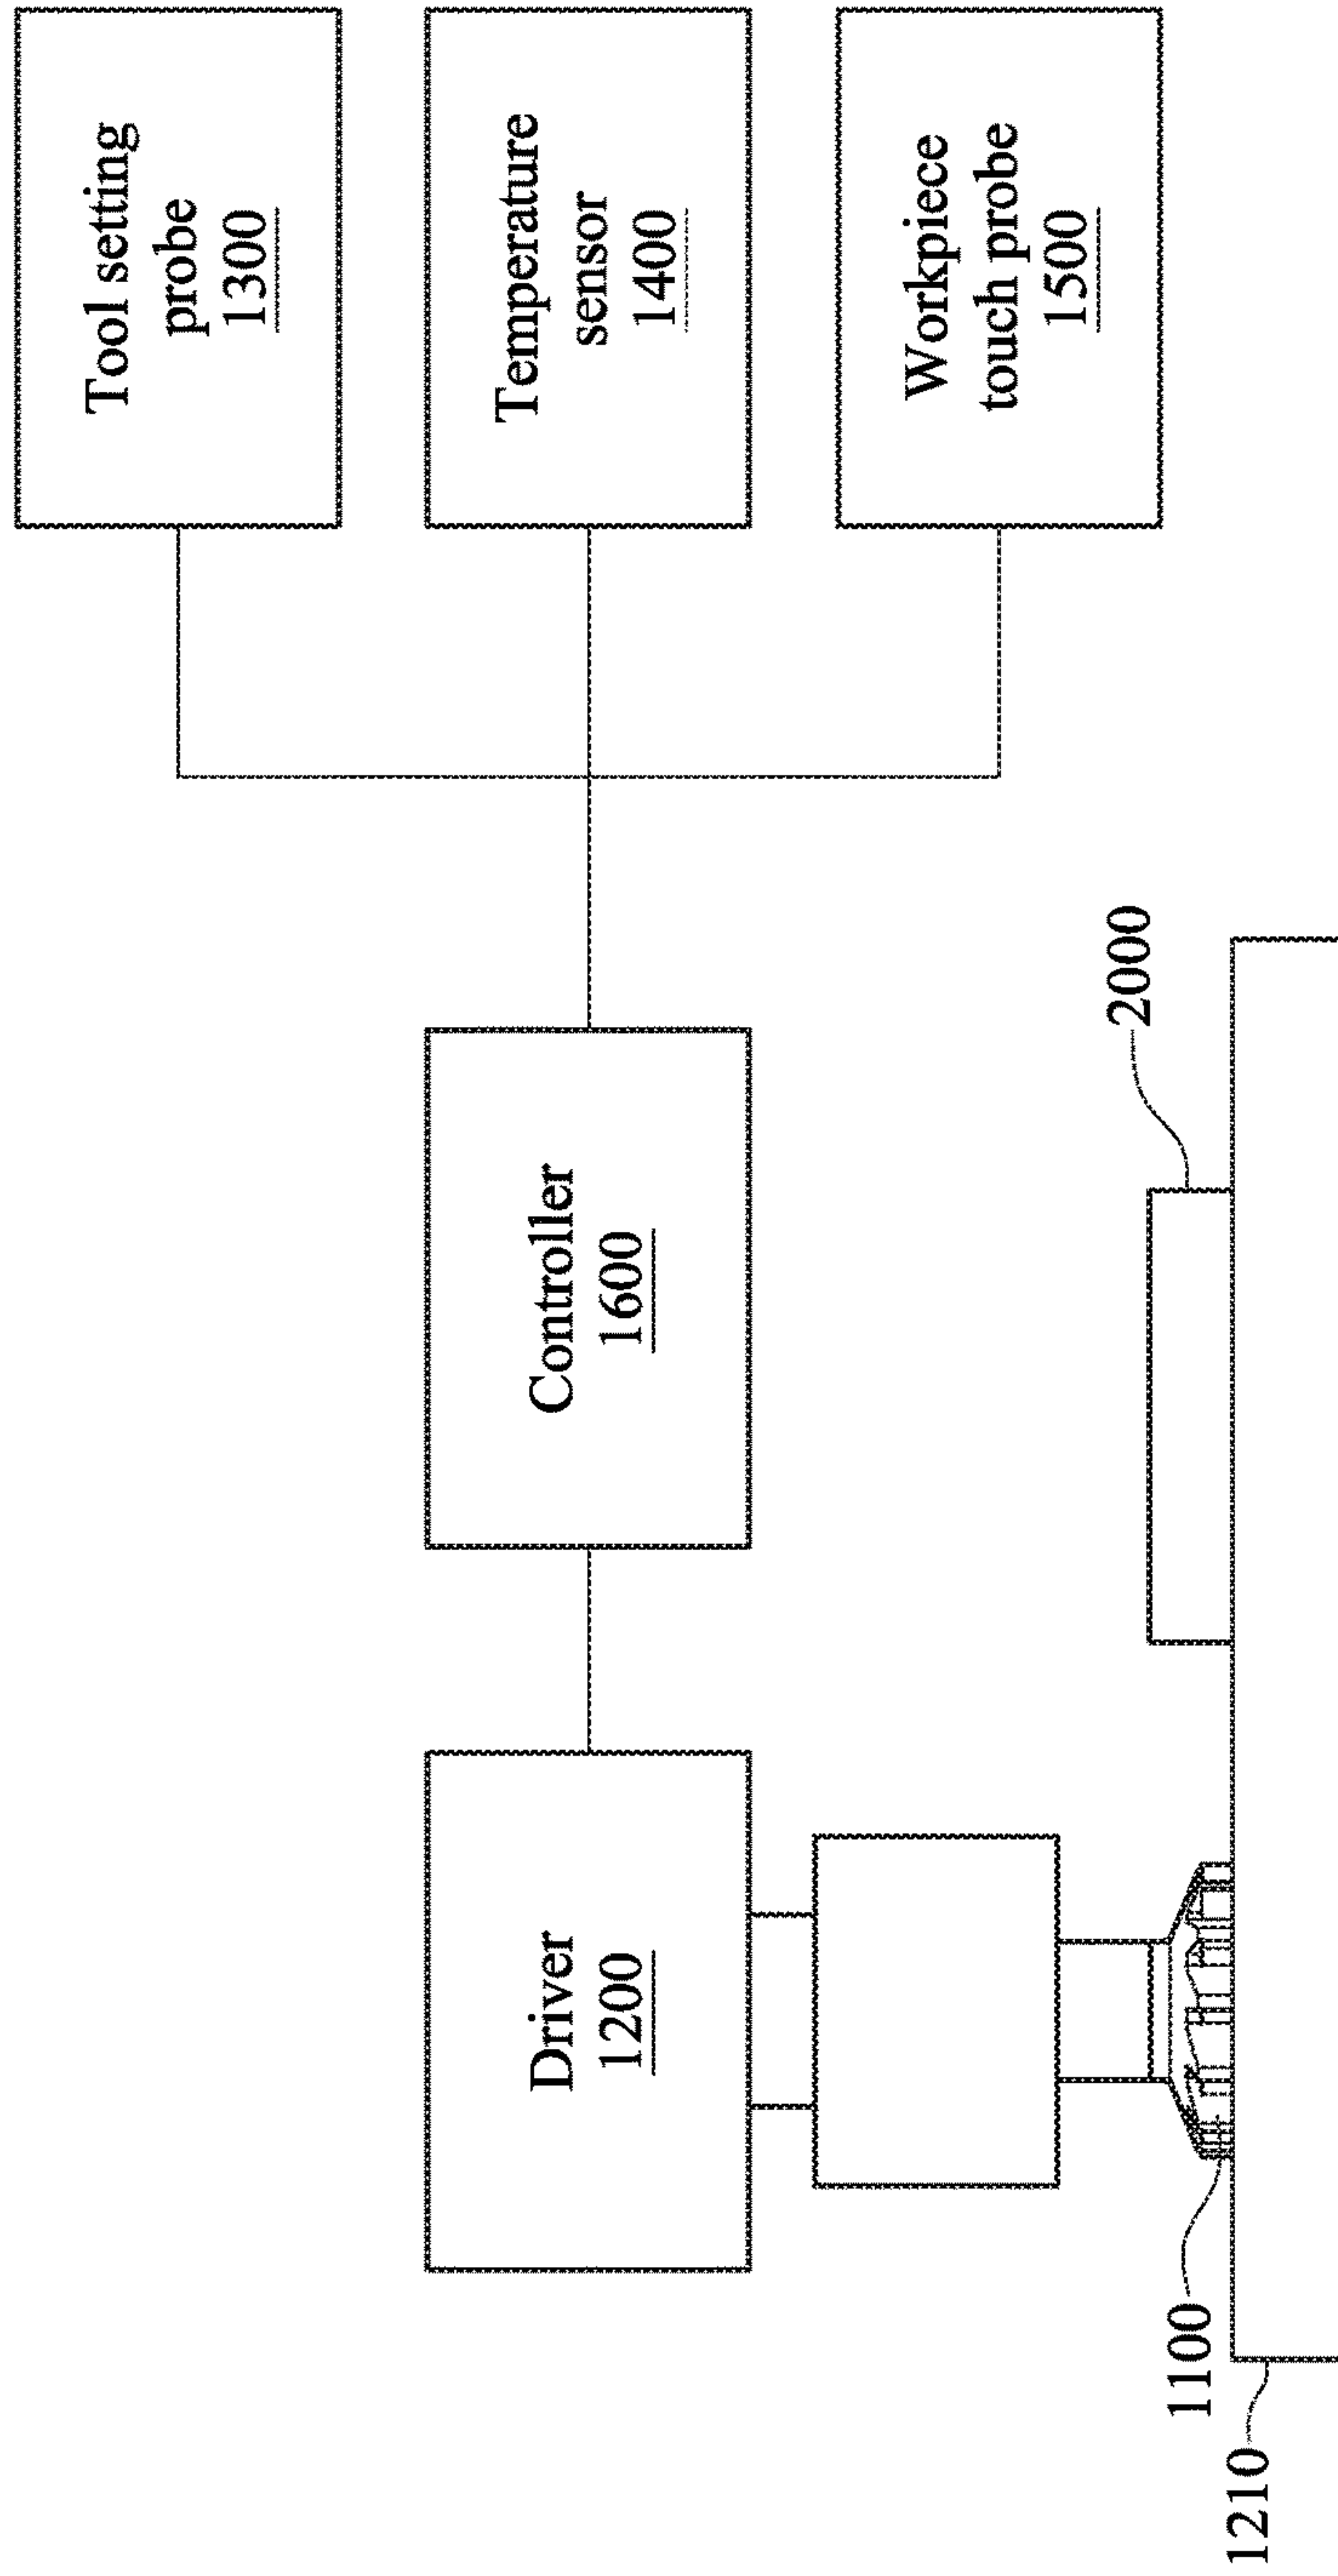 Tool setting
probe
1300
Temperature
sensor
1400
Workpiece
touch probe
1500
Controller
1600
Driver
1200
2000
1100
1210